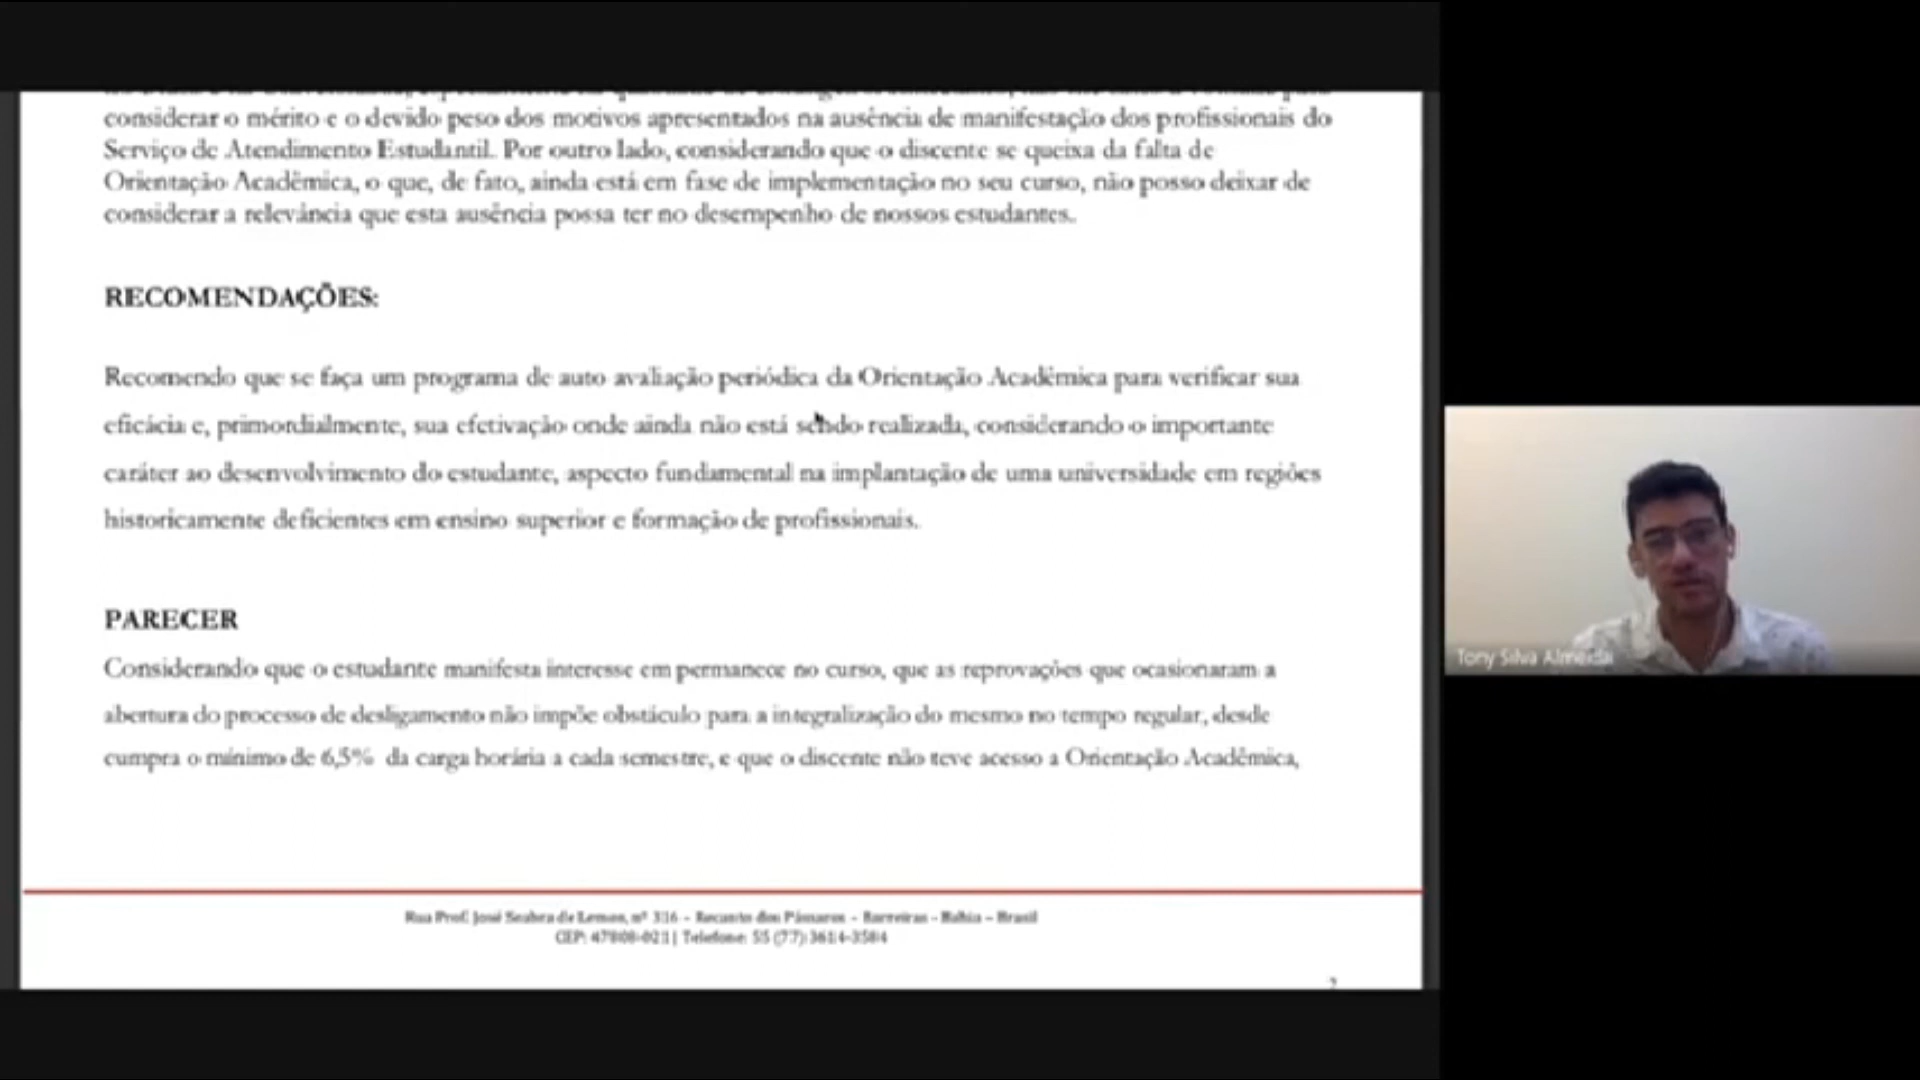 considerar o mérito e o devido peso dos motivos apresentados na ausência de manifestação dos profissionais do
Serviço de Atendimento Estudantil. Por outro lado, considerando que o discente se queixa da falta de
Orientação Acadêmica, o que, de fato, ainda está em fase de implementação no seu curso, não posso deixar de
considerar a relevância que esta ausência possa ter no desempenho de nossos estudantes.
RECOMENDAÇÕES:
Recomendo que se faça um programa de auto avaliação periódica da Orientação Acadêmica para verificar sua
eficácia e, primordialmente, sua efetivação onde ainda não está sendo realizada, considerando o importante
caráter ao desenvolvimento do estudante, aspecto fundamental na implantação de uma universidade em regiões
historicamente deficientes em ensino superior e formação de profissionais.
PARECER
Considerando que o estudante manifesta interesse em permanece no curso, que as reprovações que ocasionaram a
abertura do processo de desligamento não impõe obstáculo para a integralização do mesmo no tempo regular, desde
cumpra o mínimo de 6,5% da carga horária a cada semestre, e que o discente não teve acesso a Orientação Acadêmica,
Rua Prof. José Seabra de Lemos, nº 316 – Recanto dos Pássaros – Barreiras - Bahia – Brasil
CEP: 47808-021 | Telefone: 55 (77) 3614-3584
Tony Silva Almeida